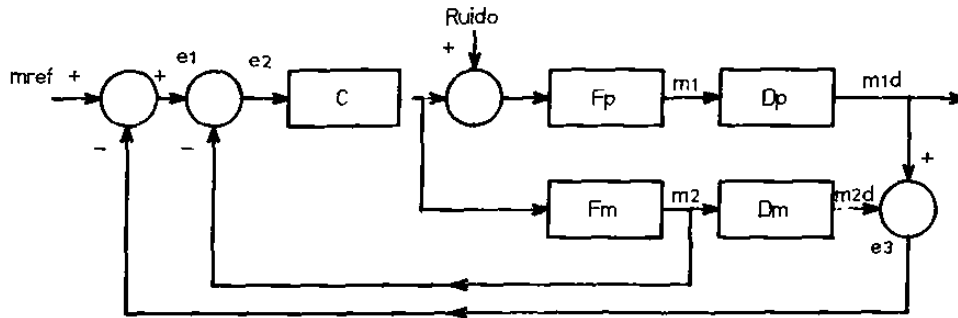 Ruido
+
mref + + e1 e2 C Fp m1 Dp m1d
- - +
Fm m2 Dm m2d
e3